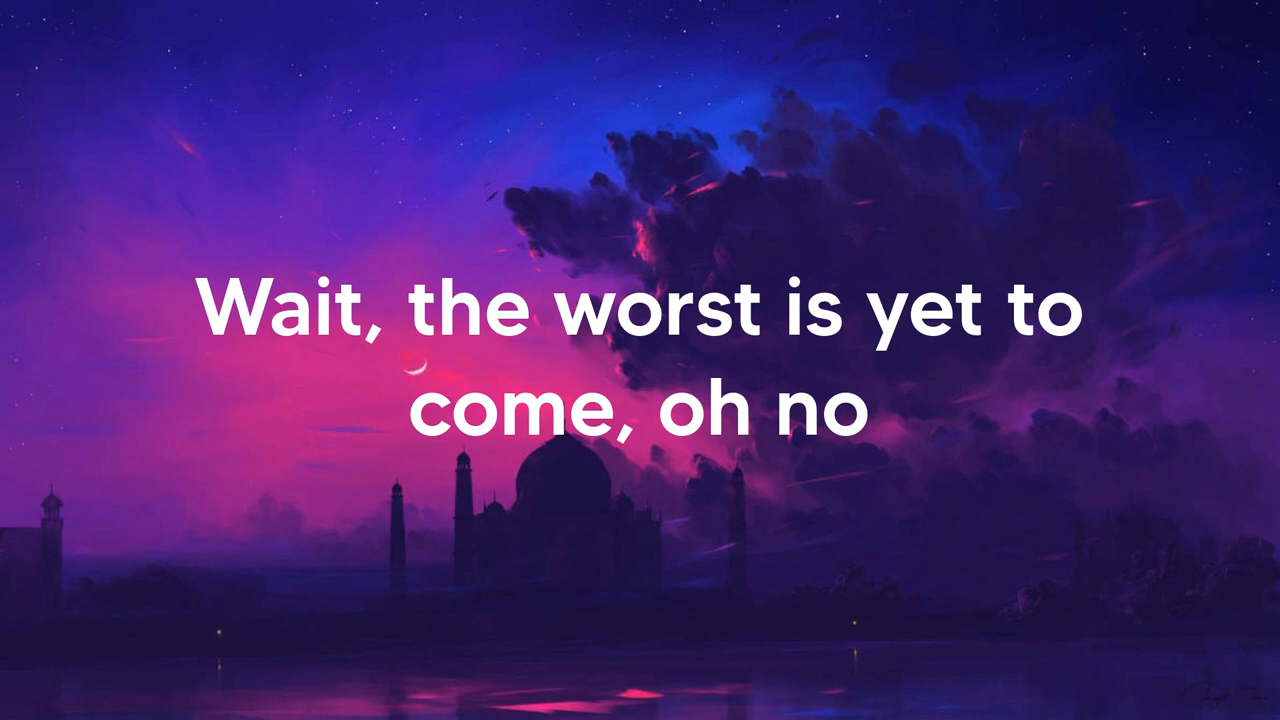 Wait, the worst is yet to
come, oh no